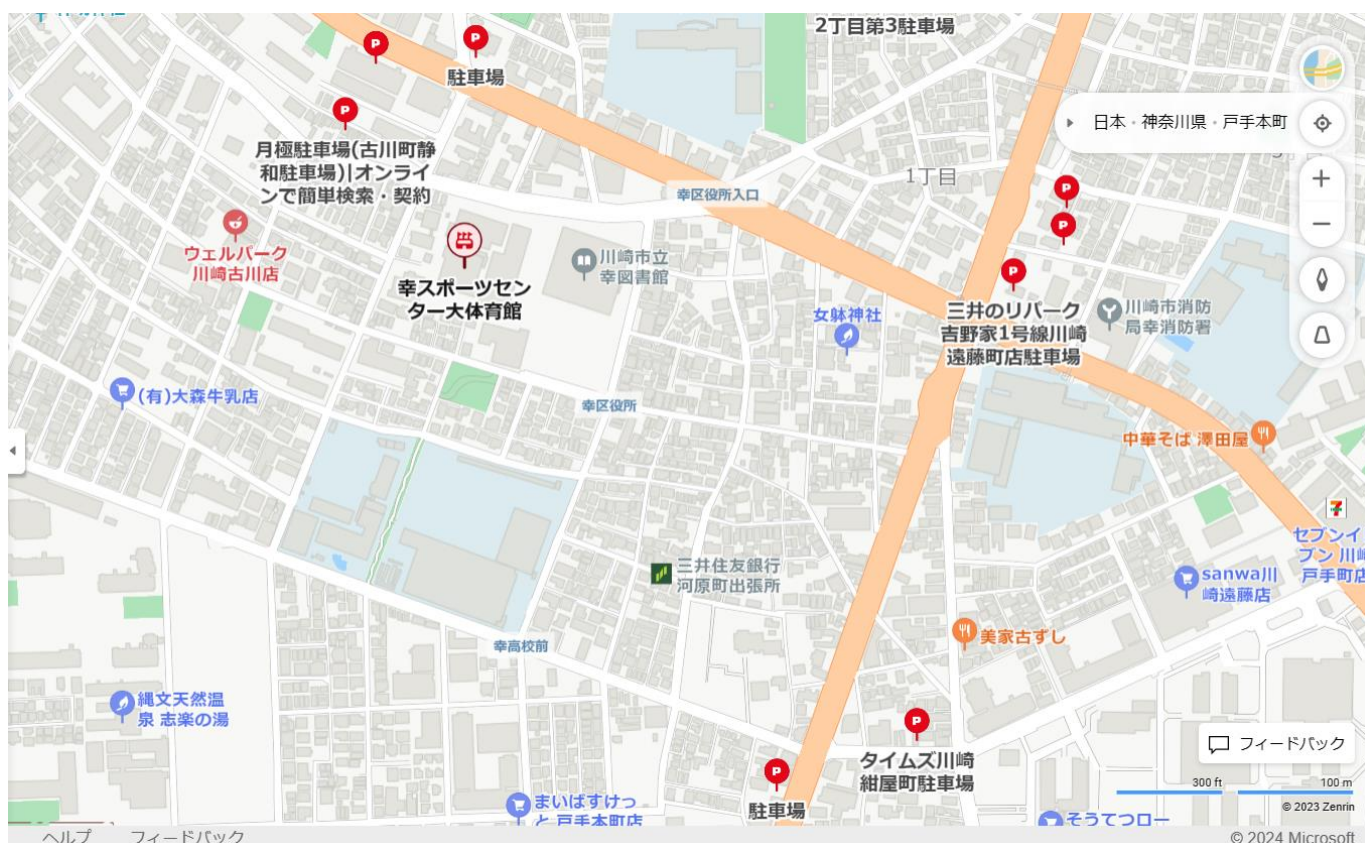 2丁目第3駐車場
P
P
駐車場
日本・神奈川県・戸手本町
P
月極駐車場(古川町静
和駐車場)|オンライ
ンで簡単検索・契約
1丁目
幸区役所入口
P
P
ウェルパーク
川崎古川店
幸スポーツセン
ター大体育館
川崎市立
幸図書館
女躰神社
P
三井のリパーク
吉野家1号線川崎
遠藤町店駐車場
川崎市消防
局幸消防署
(有)大森牛乳店
幸区役所
中華そば 澤田屋
7
セブンイ
ブン 川崎
戸手町店
三井住友銀行
河原町出張所
sanwa川
崎遠藤店
美家古ずし
幸高校前
縄文天然温
泉 志楽の湯
P
タイムズ川崎
紺屋町駐車場
フィードバック
P
駐車場
まいばすけっ
と 戸手本町店
300 ft
100 m
© 2023 Zenrin
そうてつロー
ヘルプ
フィードバック
© 2024 Microsoft